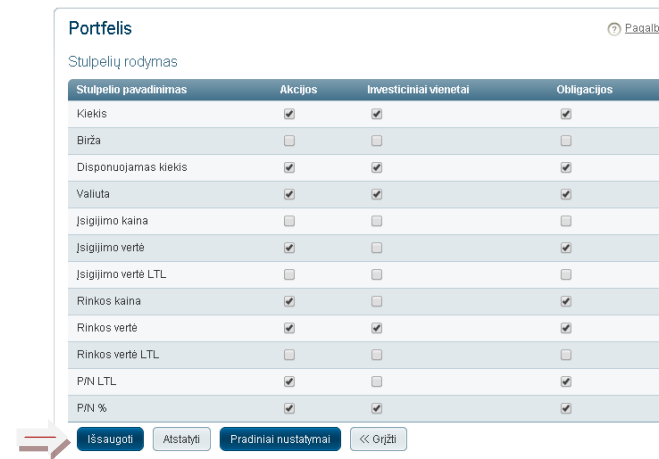 Portfelis
? Pagalb
Stulpelių rodymas
Stulpelio pavadinimas Akcijos Investiciniai vienetai Obligacijos
Kiekis
Birža
Disponuojamas kiekis
Valiuta
Įsigijimo kaina
Įsigijimo vertė
Įsigijimo vertė LTL
Rinkos kaina
Rinkos vertė
Rinkos vertė LTL
P/N LTL
P/N %
Išsaugoti Atstatyti Pradiniai nustatymai << Grįžti